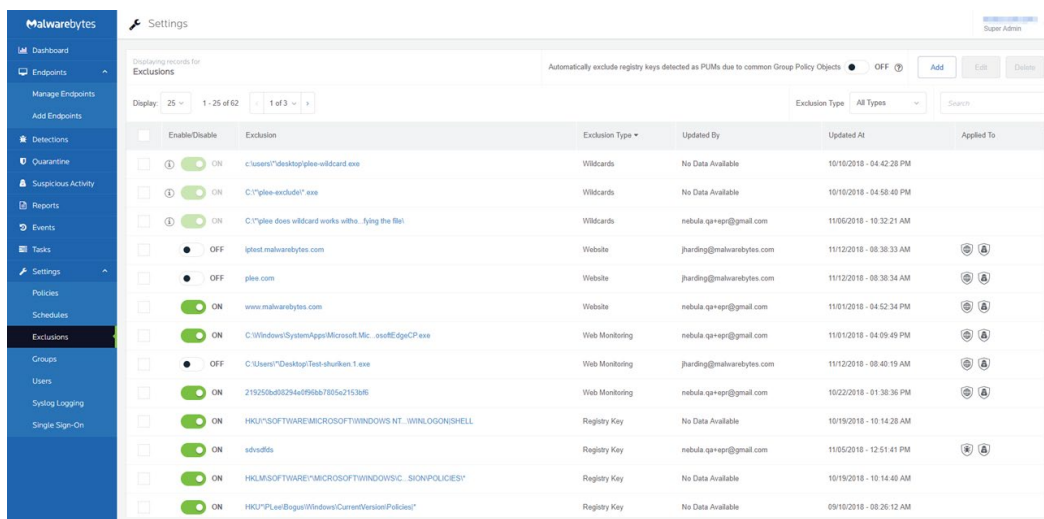 Malwarebytes
Settings
Super Admin
Dashboard
Endpoints
Manage Endpoints
Add Endpoints
Detections
Quarantine
Suspicious Activity
Reports
Events
Tasks
Settings
Policies
Schedules
Exclusions
Groups
Users
Syslog Logging
Single Sign-On
Displaying records for
Exclusions
Automatically exclude registry keys detected as PUMs due to common Group Policy Objects OFF Add Edit Delete
Display: 25 1 - 25 of 62 1 of 3 Exclusion Type All Types Search
Enable/Disable Exclusion Exclusion Type Updated By Updated At Applied To
ON c:\users\*\desktop\plee-wildcard.exe Wildcards No Data Available 10/10/2018 - 04:42:28 PM
ON C:\*\plee-exclude\*.exe Wildcards No Data Available 10/10/2018 - 04:58:40 PM
ON C:\*\plee does wildcard works witho...fying the file\ Wildcards nebula.qa+epr@gmail.com 11/06/2018 - 10:32:21 AM
OFF iptest.malwarebytes.com Website jharding@malwarebytes.com 11/12/2018 - 08:38:33 AM
OFF plee.com Website jharding@malwarebytes.com 11/12/2018 - 08:38:34 AM
ON www.malwarebytes.com Website nebula.qa+epr@gmail.com 11/01/2018 - 04:52:34 PM
ON C:\Windows\SystemApps\Microsoft.Mic...osoftEdgeCP.exe Web Monitoring nebula.qa+epr@gmail.com 11/01/2018 - 04:09:49 PM
OFF C:\Users\*\Desktop\Test-shuriken.1.exe Web Monitoring jharding@malwarebytes.com 11/12/2018 - 08:40:19 AM
ON 219250bd08294e0f96bb7805e2153bf6 Web Monitoring nebula.qa+epr@gmail.com 10/22/2018 - 01:38:36 PM
ON HKU\*\SOFTWARE\MICROSOFT\WINDOWS NT...\WINLOGON|SHELL Registry Key No Data Available 10/19/2018 - 10:14:28 AM
ON sdvsdfds Registry Key nebula.qa+epr@gmail.com 11/05/2018 - 12:51:41 PM
ON HKLM\SOFTWARE\*\MICROSOFT\WINDOWS\C...SION\POLICIES\* Registry Key No Data Available 10/19/2018 - 10:14:40 AM
ON HKU\*\PLee\Bogus\Windows\CurrentVersion\Policies\* Registry Key No Data Available 09/10/2018 - 08:26:12 AM